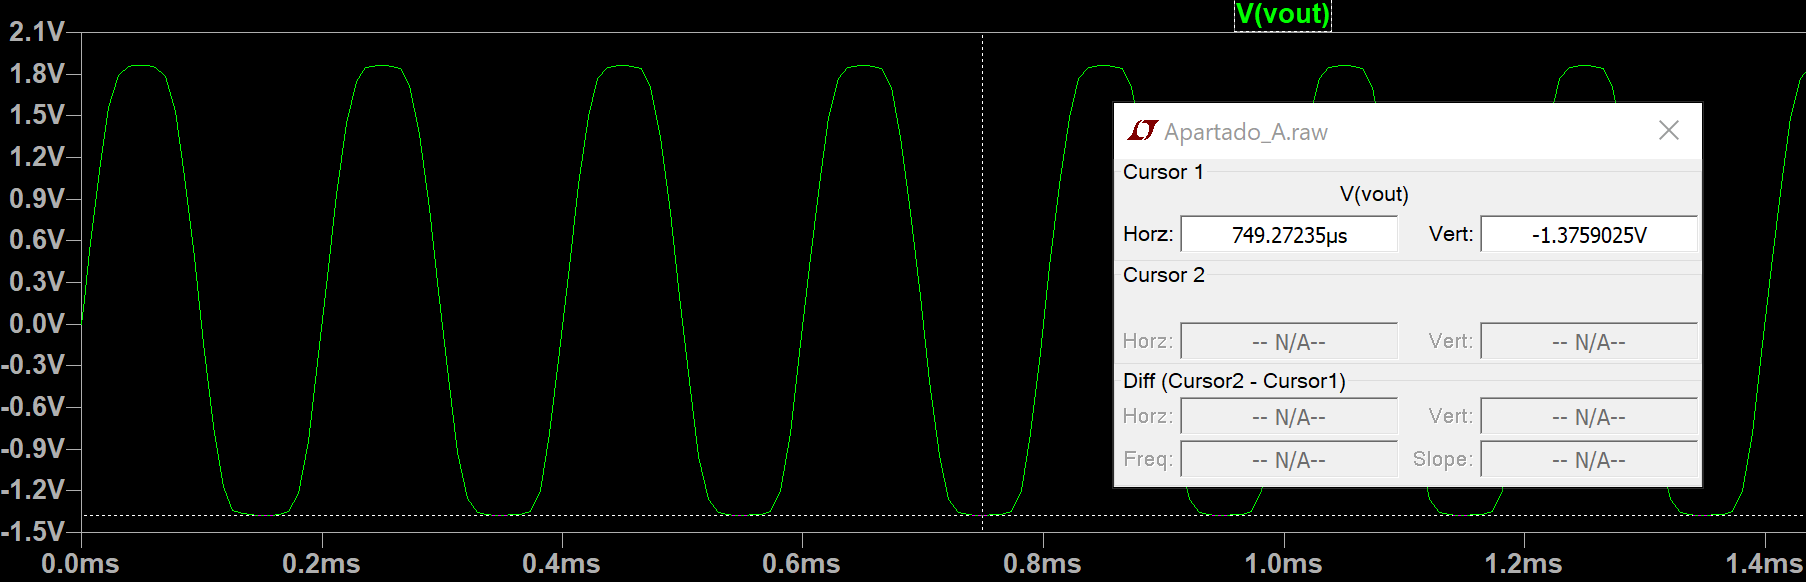 V(vout)
2.1V
1.8V
1.5V
1.2V
0.9V
0.6V
0.3V
0.0V
-0.3V
-0.6V
-0.9V
-1.2V
-1.5V
0.0ms 0.2ms 0.4ms 0.6ms 0.8ms 1.0ms 1.2ms 1.4ms
Apartado_A.raw
Cursor 1
V(vout)
Horz: 749.27235µs Vert: -1.3759025V
Cursor 2
Horz: -- N/A-- Vert: -- N/A--
Diff (Cursor2 - Cursor1)
Horz: -- N/A-- Vert: -- N/A--
Freq: -- N/A-- Slope: -- N/A--